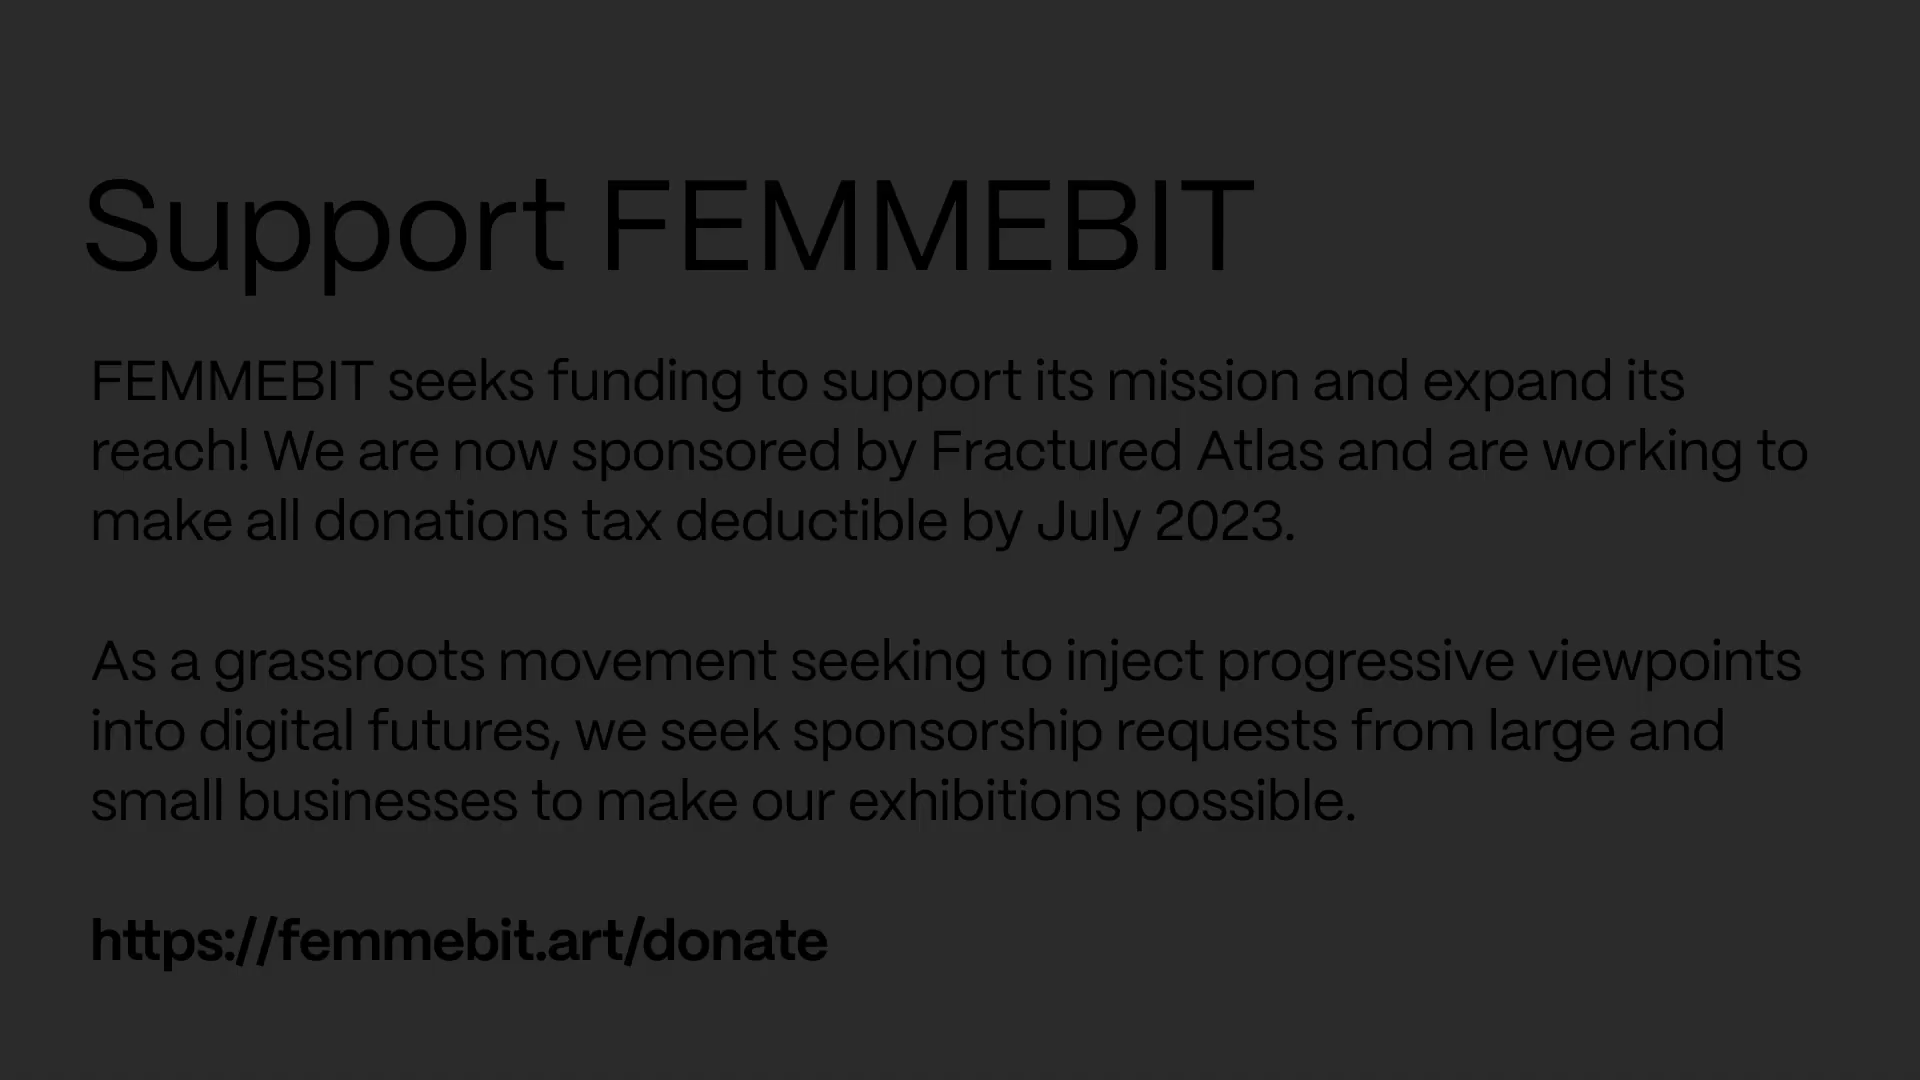 Support FEMMEBIT
FEMMEBIT seeks funding to support its mission and expand its
reach! We are now sponsored by Fractured Atlas and are working to
make all donations tax deductible by July 2023.
As a grassroots movement seeking to inject progressive viewpoints
into digital futures, we seek sponsorship requests from large and
small businesses to make our exhibitions possible.
https://femmebit.art/donate